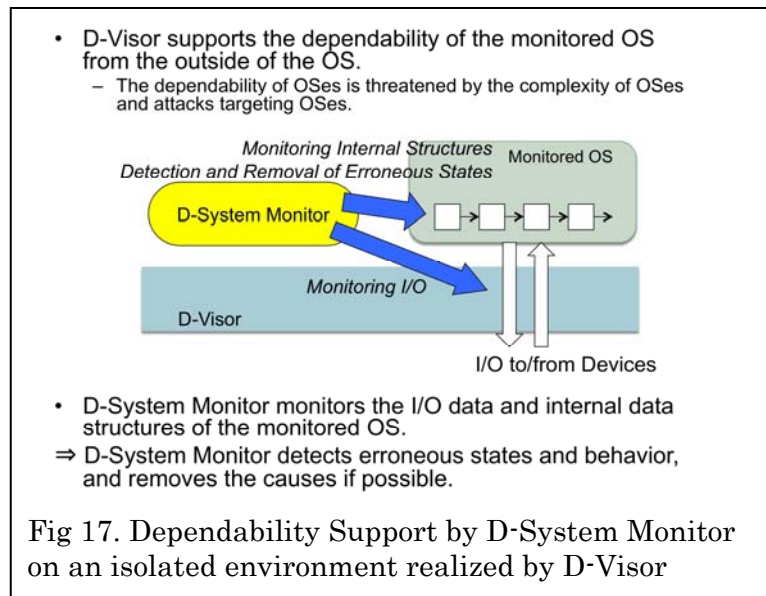 • D-Visor supports the dependability of the monitored OS
from the outside of the OS.
– The dependability of OSes is threatened by the complexity of OSes
and attacks targeting OSes.
Monitoring Internal Structures
Detection and Removal of Erroneous States
Monitored OS
D-System Monitor
Monitoring I/O
D-Visor
I/O to/from Devices
• D-System Monitor monitors the I/O data and internal data
structures of the monitored OS.
⇒ D-System Monitor detects erroneous states and behavior,
and removes the causes if possible.
Fig 17. Dependability Support by D-System Monitor
on an isolated environment realized by D-Visor